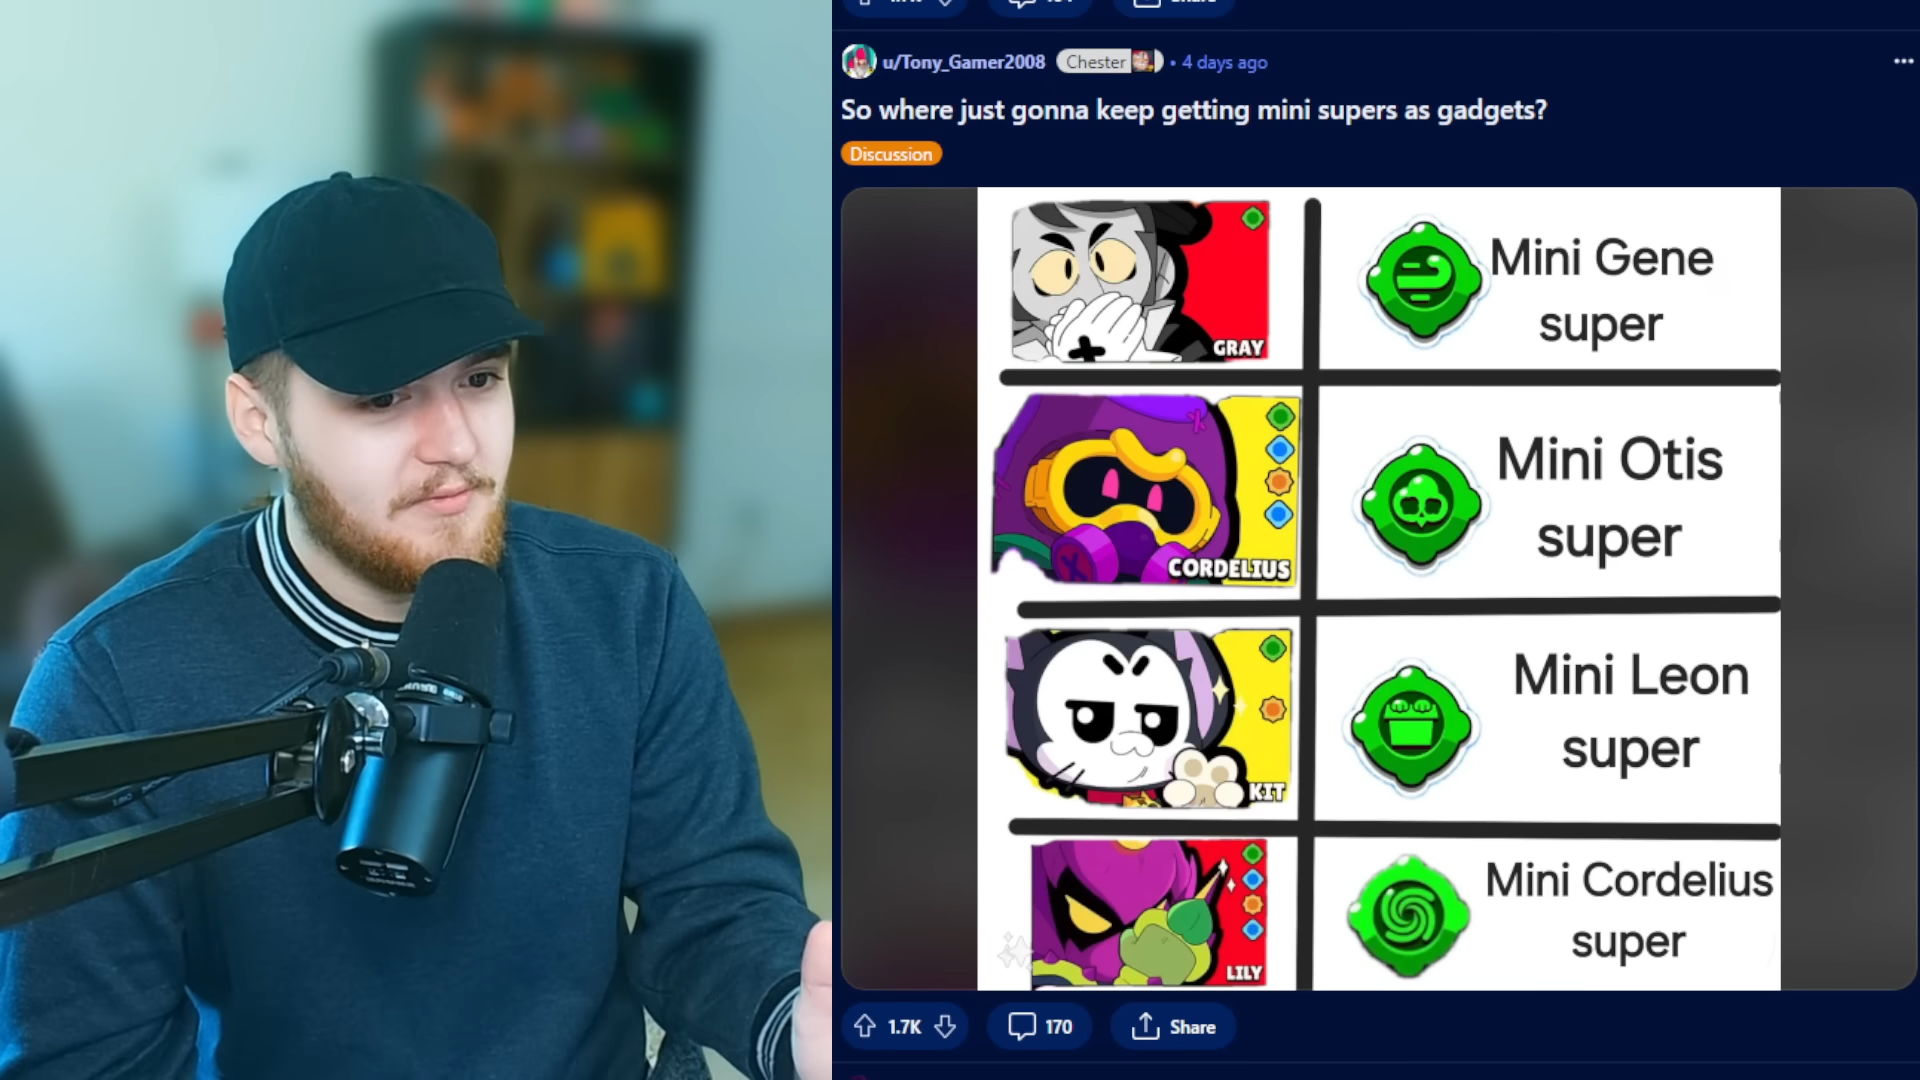 Share
u/Tony_Gamer2008 Chester • 4 days ago
So where just gonna keep getting mini supers as gadgets?
Discussion
GRAY
Mini Gene
super
CORDELIUS
Mini Otis
super
KIT
Mini Leon
super
LILY
Mini Cordelius
super
1.7K 170 Share